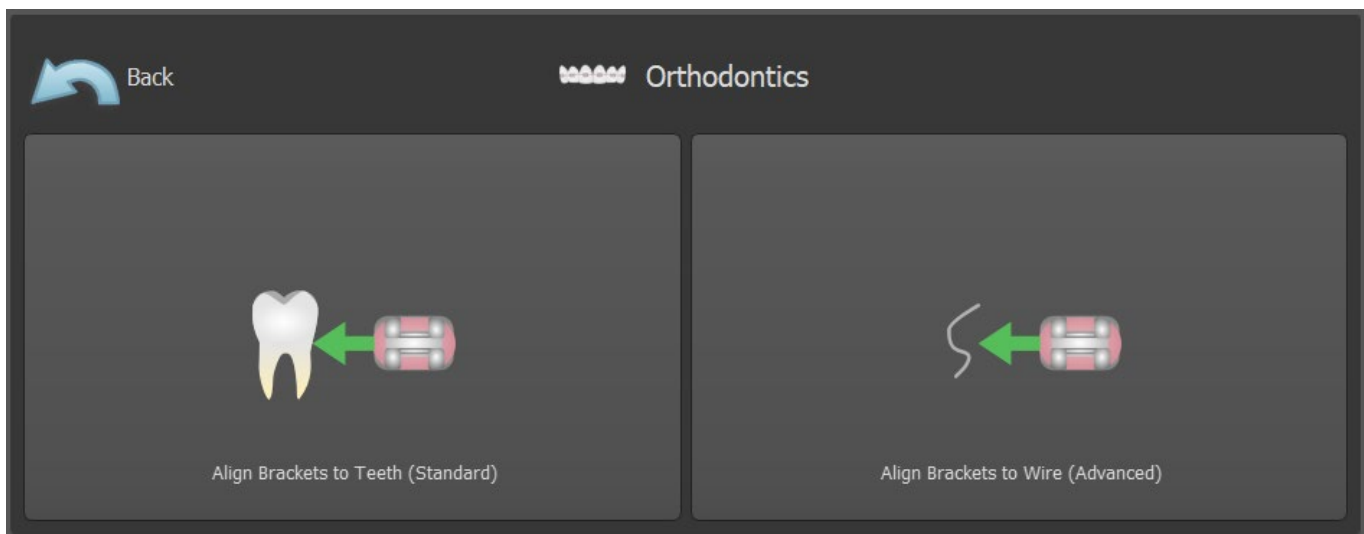 Back
Orthodontics
Align Brackets to Teeth (Standard)
Align Brackets to Wire (Advanced)